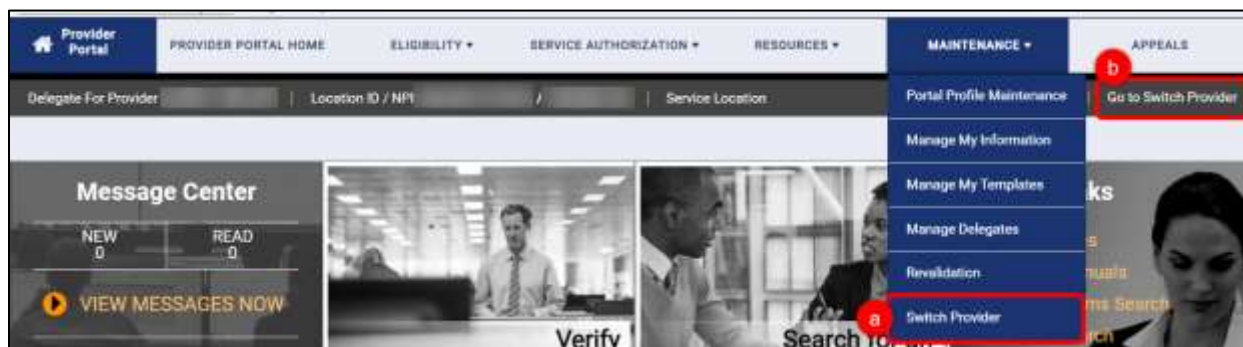 Provider Portal
PROVIDER PORTAL HOME
ELIGIBILITY
SERVICE AUTHORIZATION
RESOURCES
MAINTENANCE
APPEALS
b
Delegate For Provider
Location ID / NPI
/
Service Location
Go to Switch Provider
Portal Profile Maintenance
Manage My Information
Manage My Templates
Manage Delegates
Revalidation
a
Switch Provider
Message Center
NEW
0
READ
0
VIEW MESSAGES NOW
Verify
Search